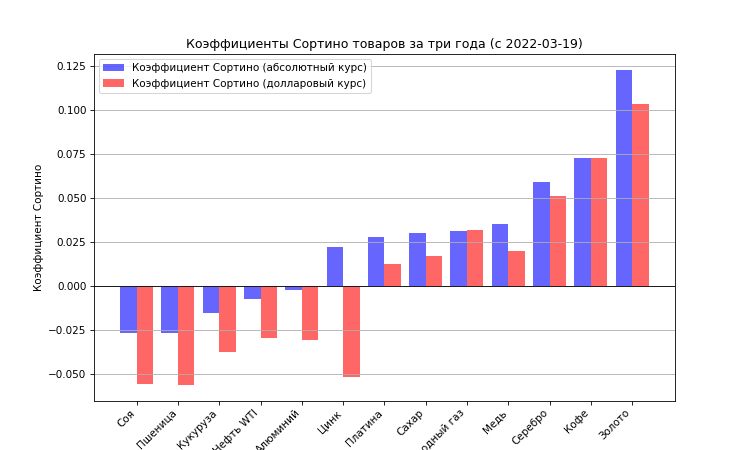 Коэффициенты Сортино товаров за три года (с 2022-03-19)
Коэффициент Сортино (абсолютный курс)
Коэффициент Сортино (долларовый курс)
Коэффициент Сортино
0.125
0.100
0.075
0.050
0.025
0.000
−0.025
−0.050
Соя
Пшеница
Кукуруза
Нефть WTI
Алюминий
Цинк
Платина
Сахар
газ
Медь
Серебро
Кофе
Золото